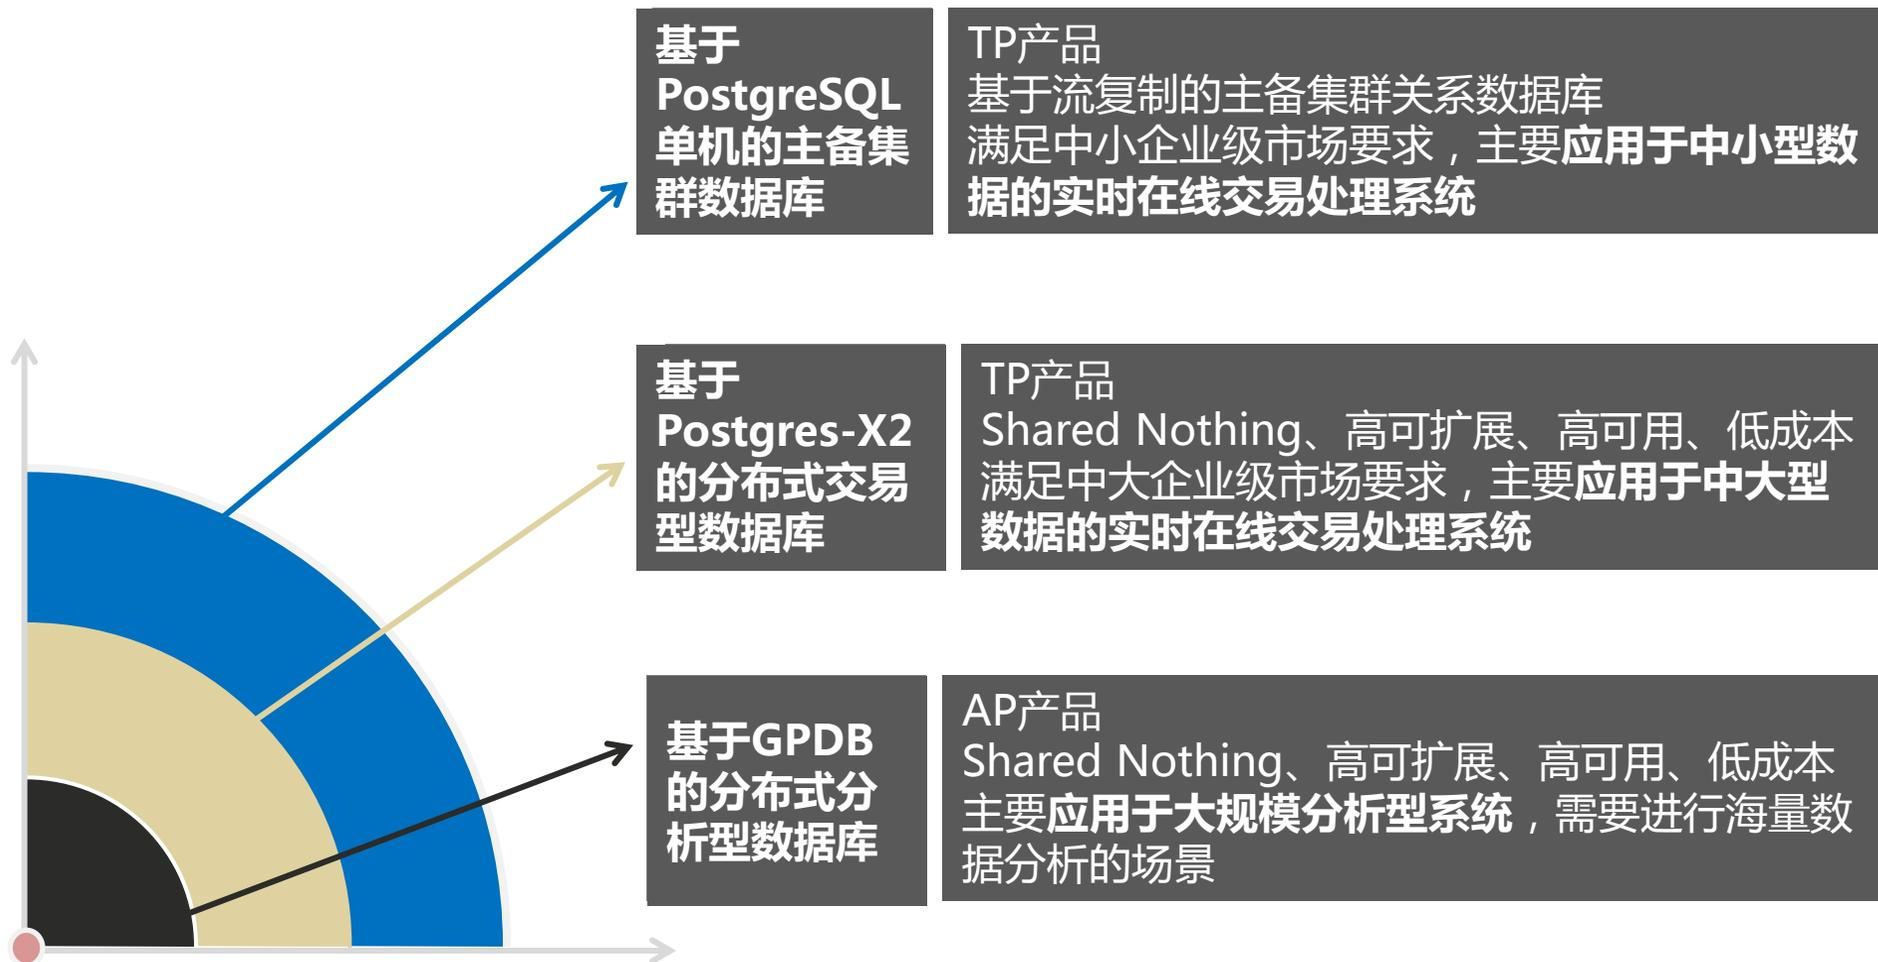 基于
PostgreSQL
单机的主备集
群数据库
TP产品
基于流复制的主备集群关系数据库
满足中小企业级市场要求，主要应用于中小型数
据的实时在线交易处理系统
基于
Postgres-X2
的分布式交易
型数据库
TP产品
Shared Nothing、高可扩展、高可用、低成本
满足中大企业级市场要求，主要应用于中大型
数据的实时在线交易处理系统
基于GPDB
的分布式分
析型数据库
AP产品
Shared Nothing、高可扩展、高可用、低成本
主要应用于大规模分析型系统，需要进行海量数
据分析的场景